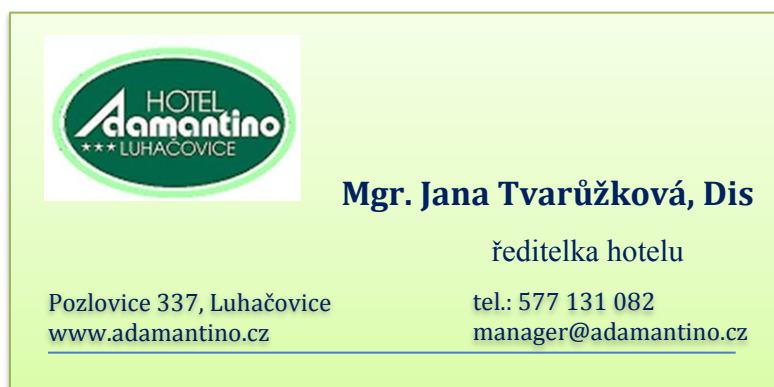 HOTEL
Adamantino
***LUHAČOVICE
Mgr. Jana Tvarůžková, Dis
ředitelka hotelu
Pozlovice 337, Luhačovice
www.adamantino.cz
tel.: 577 131 082
manager@adamantino.cz